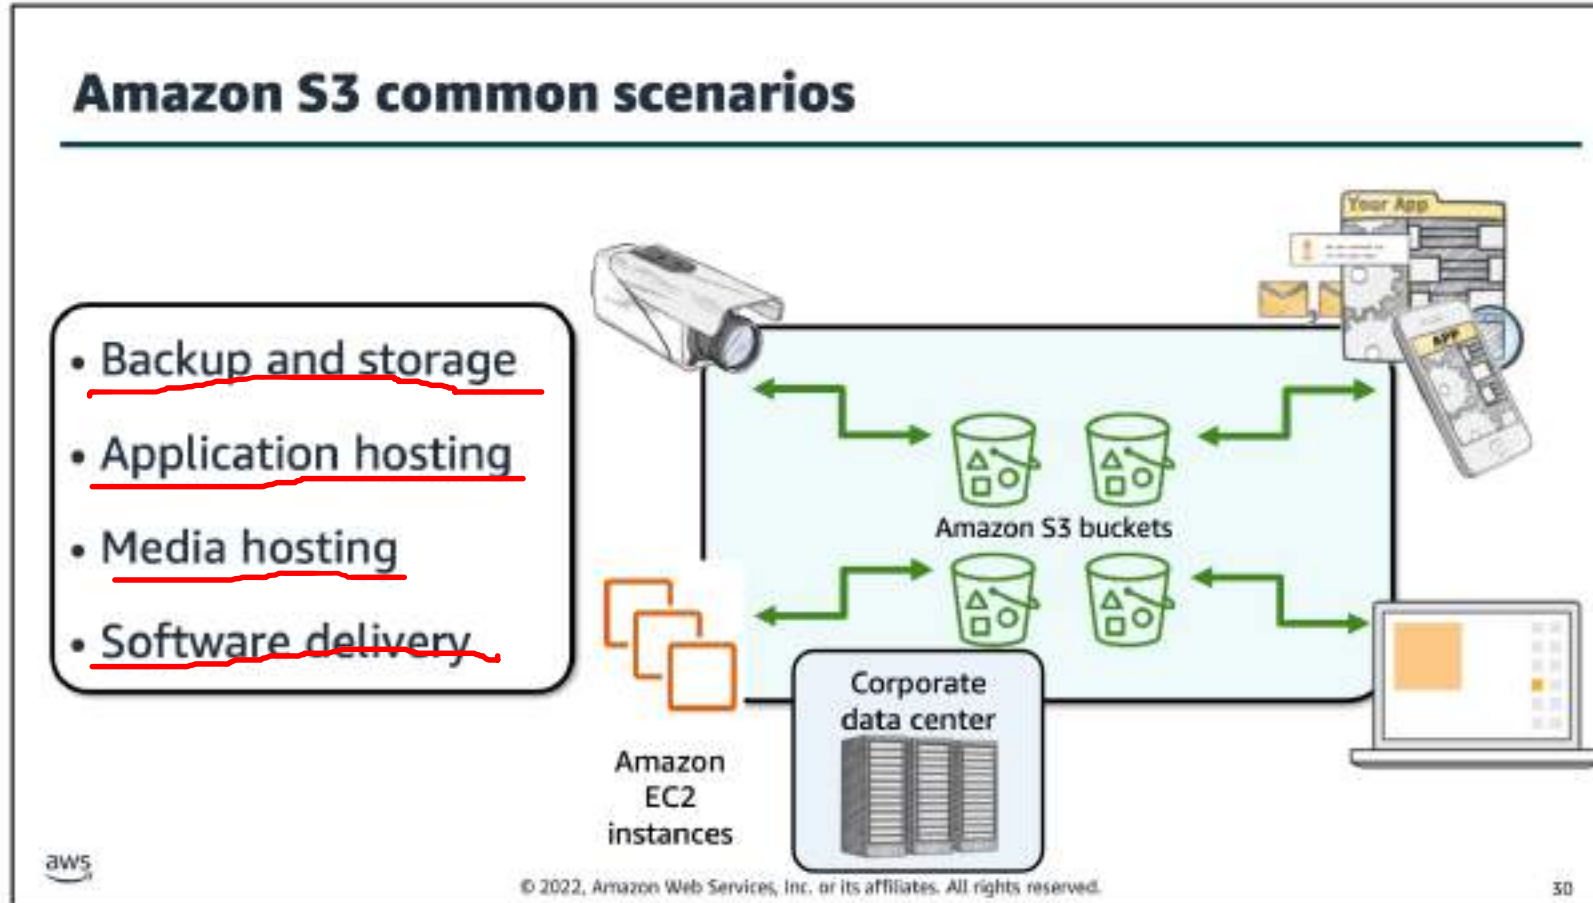 Amazon S3 common scenarios
Your App
• Backup and storage
• Application hosting
• Media hosting
• Software delivery
APP
Amazon S3 buckets
Corporate
data center
Amazon
EC2
instances
aws
© 2022, Amazon Web Services, Inc. or its affiliates. All rights reserved.
30